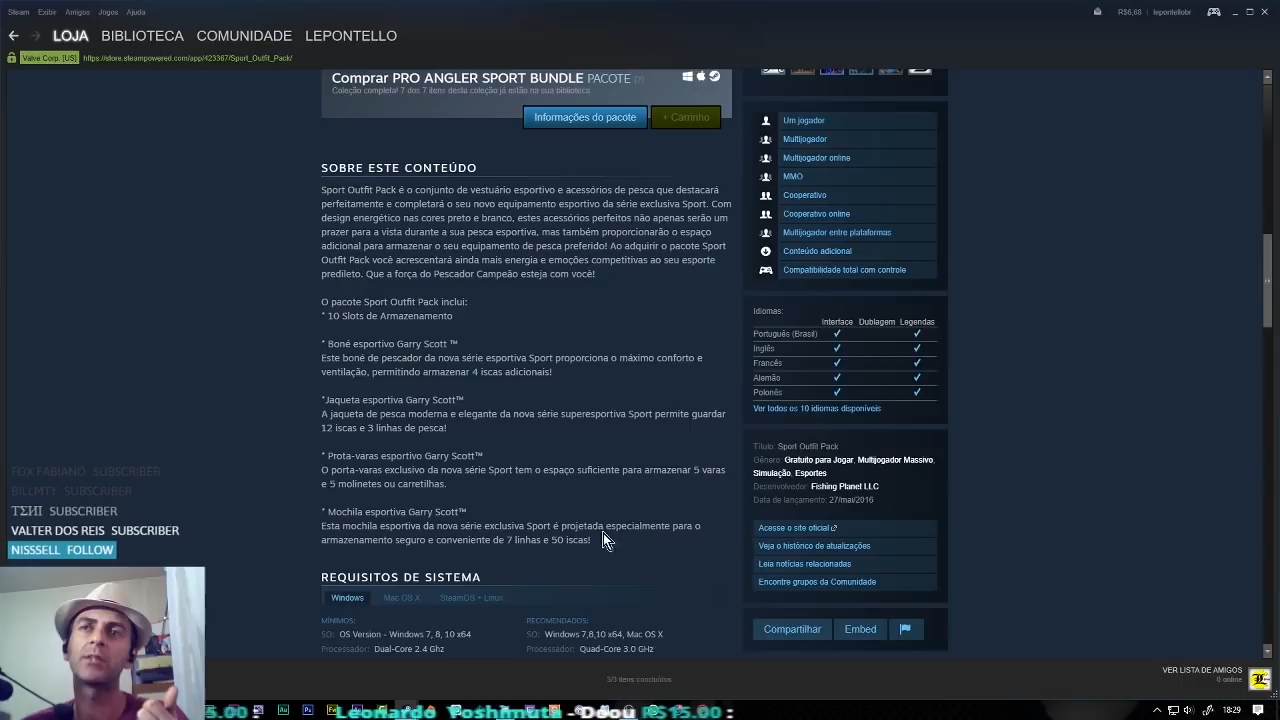 Steam Exibir Amigos Jogos Ajuda
R$6,68 lepontellobr
LOJA BIBLIOTECA COMUNIDADE LEPONTELLO
Valve Corp. [US] https://store.steampowered.com/app/423367/Sport_Outfit_Pack/
Comprar PRO ANGLER SPORT BUNDLE PACOTE (?)
Coleção completa! 7 dos 7 itens desta coleção já estão na sua biblioteca.
Informações do pacote + Carrinho
SOBRE ESTE CONTEÚDO
Sport Outfit Pack é o conjunto de vestuário esportivo e acessórios de pesca que destacará
perfeitamente e completará o seu novo equipamento esportivo da série exclusiva Sport. Com
design energético nas cores preto e branco, estes acessórios perfeitos não apenas serão um
prazer para a vista durante a sua pesca esportiva, mas também proporcionarão o espaço
adicional para armazenar o seu equipamento de pesca preferido! Ao adquirir o pacote Sport
Outfit Pack você acrescentará ainda mais energia e emoções competitivas ao seu esporte
predileto. Que a força do Pescador Campeão esteja com você!
O pacote Sport Outfit Pack inclui:
* 10 Slots de Armazenamento
* Boné esportivo Garry Scott ™
Este boné de pescador da nova série esportiva Sport proporciona o máximo conforto e
ventilação, permitindo armazenar 4 iscas adicionais!
*Jaqueta esportiva Garry Scott™
A jaqueta de pesca moderna e elegante da nova série superesportiva Sport permite guardar
12 iscas e 3 linhas de pesca!
* Prota-varas esportivo Garry Scott™
O porta-varas exclusivo da nova série Sport tem o espaço suficiente para armazenar 5 varas
e 5 molinetes ou carretilhas.
* Mochila esportiva Garry Scott™
Esta mochila esportiva da nova série exclusiva Sport é projetada especialmente para o
armazenamento seguro e conveniente de 7 linhas e 50 iscas!
REQUISITOS DE SISTEMA
Windows Mac OS X SteamOS + Linux
MÍNIMOS:
SO: OS Version - Windows 7, 8, 10 x64
Processador: Dual-Core 2.4 Ghz
RECOMENDADOS:
SO: Windows 7,8,10 x64, Mac OS X
Processador: Quad-Core 3.0 GHz
Um jogador
Multijogador
Multijogador online
MMO
Cooperativo
Cooperativo online
Multijogador entre plataformas
Conteúdo adicional
Compatibilidade total com controle
Idiomas:
Interface Dublagem Legendas
Português (Brasil) ✓ ✓
Inglês ✓ ✓
Francês ✓ ✓
Alemão ✓ ✓
Polonês ✓ ✓
Ver todos os 10 idiomas disponíveis
Título: Sport Outfit Pack
Gênero: Gratuito para Jogar, Multijogador Massivo,
Simulação, Esportes
Desenvolvedor: Fishing Planet LLC
Data de lançamento: 27/mai/2016
Acesse o site oficial
Veja o histórico de atualizações
Leia notícias relacionadas
Encontre grupos da Comunidade
Compartilhar Embed
FOX FABIANO SUBSCRIBER
BILLMTY SUBSCRIBER
TΣИI SUBSCRIBER
VALTER DOS REIS SUBSCRIBER
NISSSELL FOLLOW
3/3 itens concluídos
VER LISTA DE AMIGOS
0 online
18:29